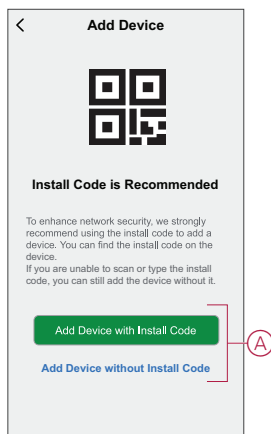 Add Device
Install Code is Recommended
To enhance network security, we strongly
recommend using the install code to add a
device. You can find the install code on the
device.
If you are unable to scan or type the install
code, you can still add the device without it.
Add Device with Install Code
A
Add Device without Install Code